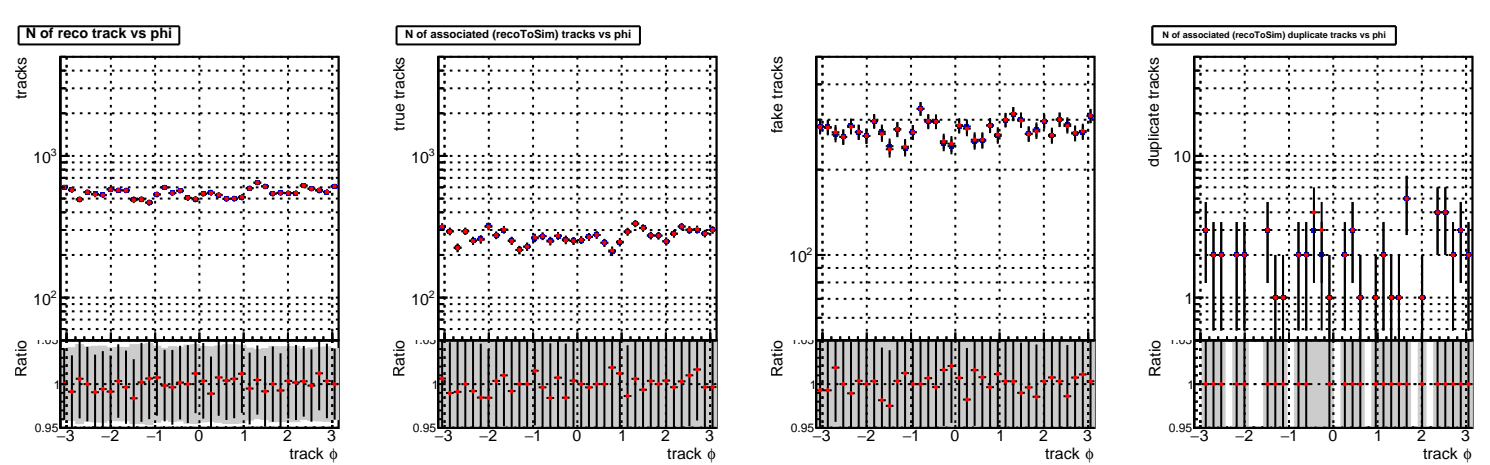 N of reco track vs phi
tracks
10³
10²
Ratio
1
0.95
−3 −2 −1 0 1 2 3
track ϕ
N of associated (recoToSim) tracks vs phi
true tracks
10³
10²
Ratio
1
0.95
−3 −2 −1 0 1 2 3
track ϕ
fake tracks
10²
Ratio
1
0.95
−3 −2 −1 0 1 2 3
track ϕ
N of associated (recoToSim) duplicate tracks vs phi
duplicate tracks
10
1
Ratio
1
0.95
−3 −2 −1 0 1 2 3
track ϕ